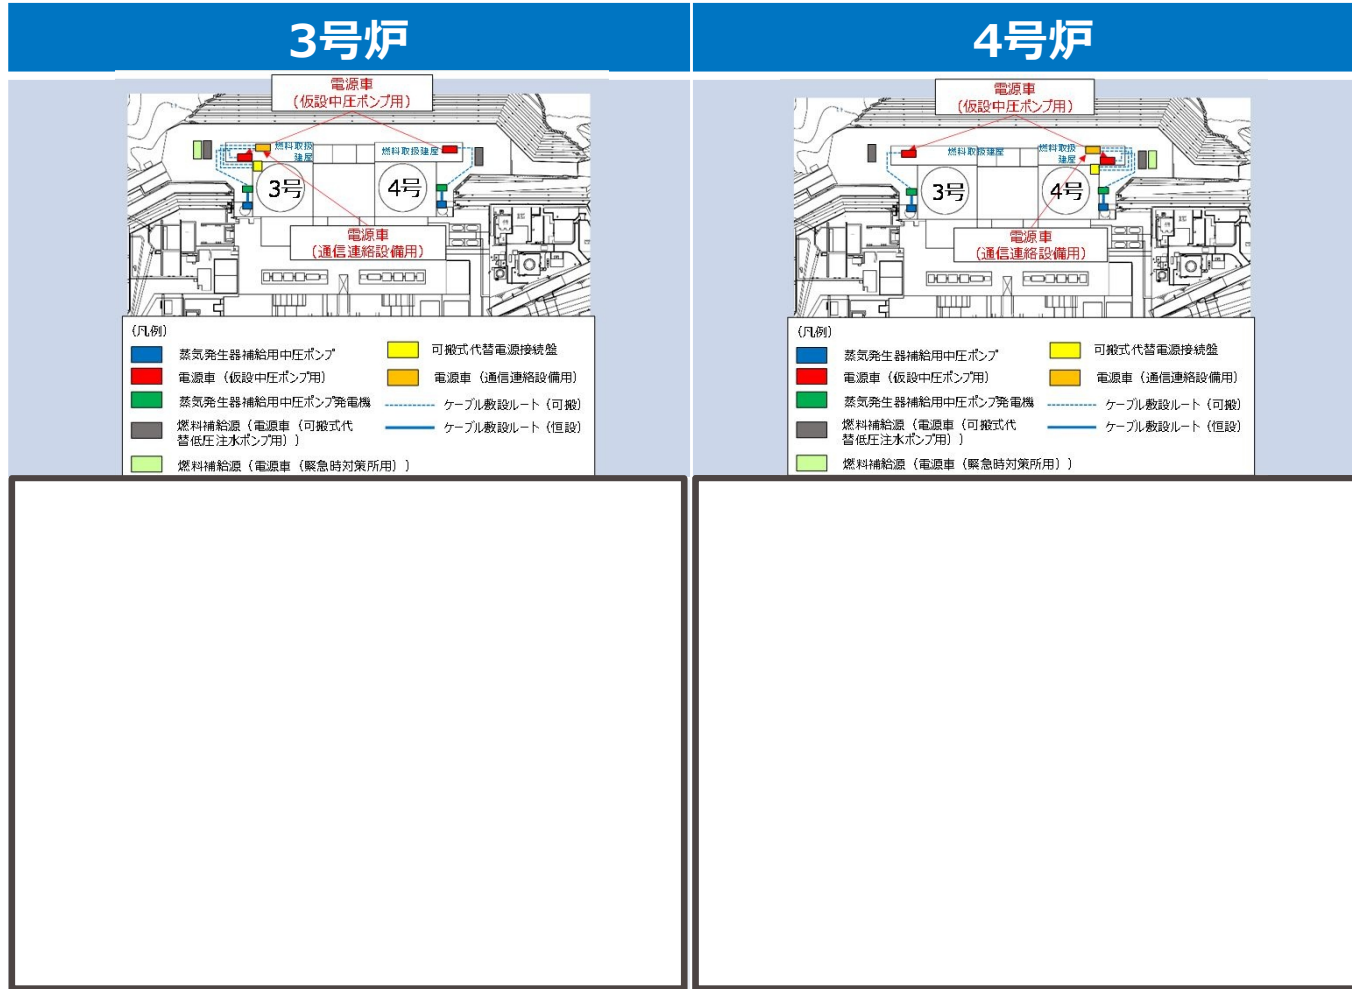 3号炉
電源車
（仮設中圧ポンプ用）
燃料取扱
建屋
燃料取扱建屋
3号
4号
電源車
（通信連絡設備用）
（凡例）
蒸気発生器補給用中圧ポンプ
電源車（仮設中圧ポンプ用）
蒸気発生器補給用中圧ポンプ発電機
燃料補給源（電源車（可搬式代
替低圧注水ポンプ用））
燃料補給源（電源車（緊急時対策所用））
可搬式代替電源接続盤
電源車（通信連絡設備用）
ケーブル敷設ルート（可搬）
ケーブル敷設ルート（恒設）
4号炉
電源車
（仮設中圧ポンプ用）
燃料取扱建屋
燃料取扱
建屋
3号
4号
電源車
（通信連絡設備用）
（凡例）
蒸気発生器補給用中圧ポンプ
電源車（仮設中圧ポンプ用）
蒸気発生器補給用中圧ポンプ発電機
燃料補給源（電源車（可搬式代
替低圧注水ポンプ用））
燃料補給源（電源車（緊急時対策所用））
可搬式代替電源接続盤
電源車（通信連絡設備用）
ケーブル敷設ルート（可搬）
ケーブル敷設ルート（恒設）